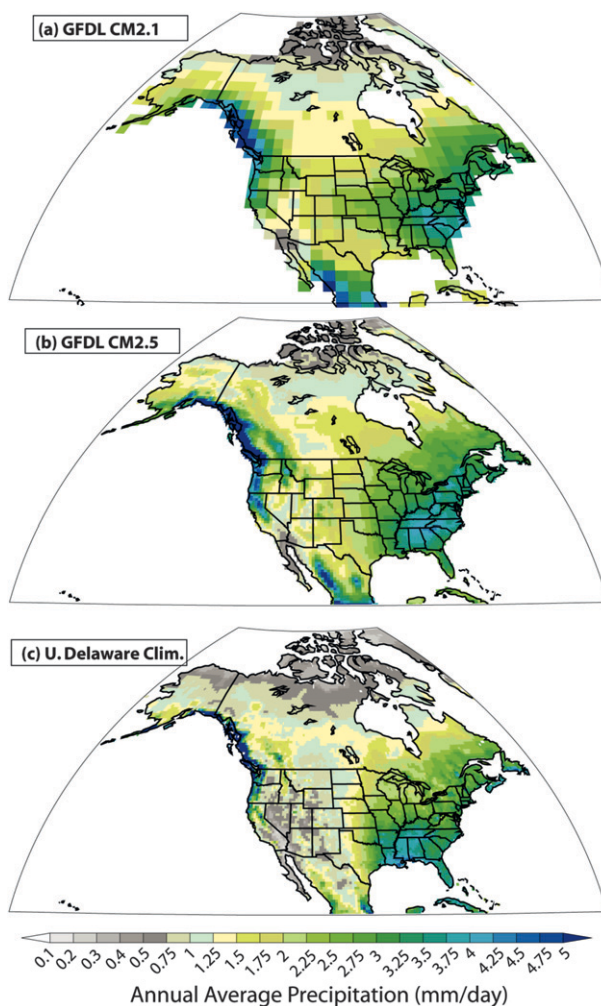 (a) GFDL CM2.1
(b) GFDL CM2.5
(c) U. Delaware Clim.
0.1 0.2 0.3 0.4 0.5 0.75 1 1.25 1.5 1.75 2 2.25 2.5 2.75 3 3.25 3.5 3.75 4 4.25 4.5 4.75 5
Annual Average Precipitation (mm/day)